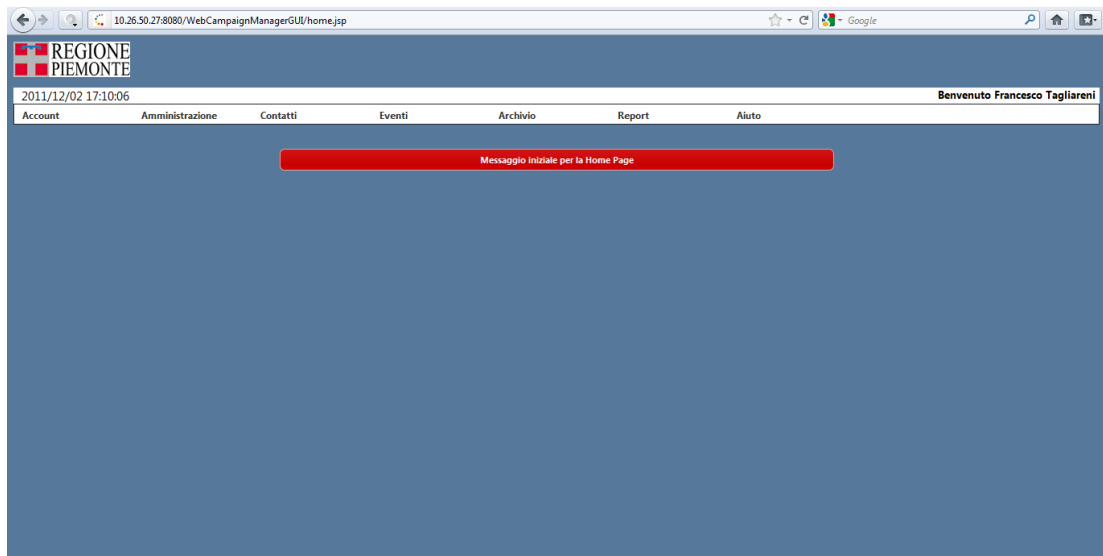 10.26.50.27:8080/WebCampaignManagerGUI/home.jsp
Google
REGIONE
PIEMONTE
2011/12/02 17:10:06 Benvenuto Francesco Tagliareni
Account Amministrazione Contatti Eventi Archivio Report Aiuto
Messaggio iniziale per la Home Page